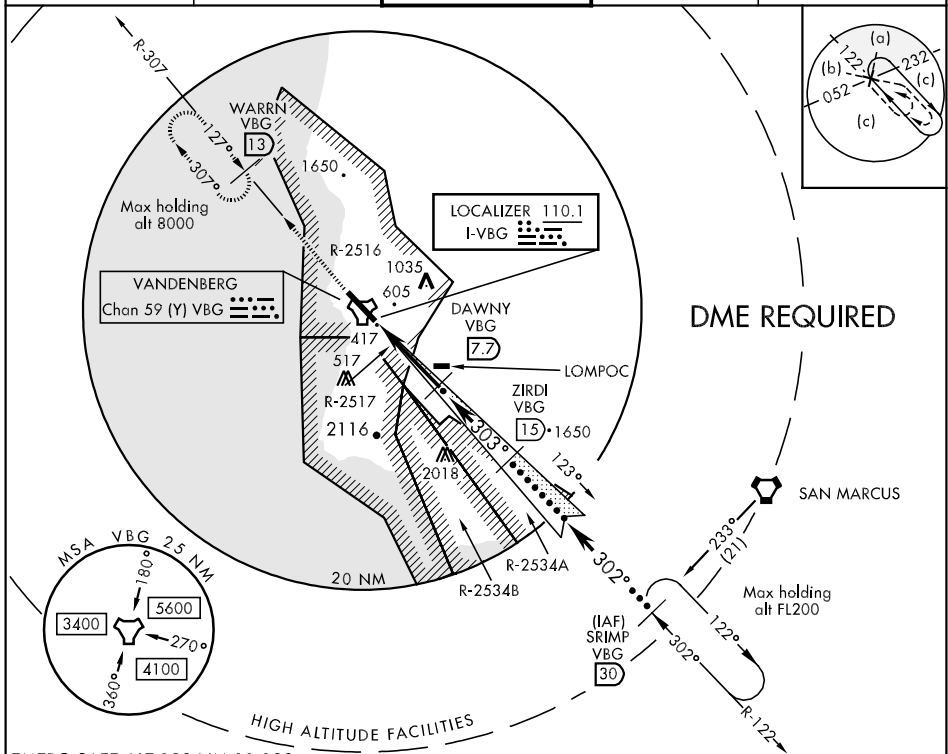 R-307
WARRN
VBG
13
127°
307°
Max holding
alt 8000
1650
R-2516
LOCALIZER 110.1
I-VBG
1035
605
VANDENBERG
Chan 59 (Y) VBG
417
517
R-2517
2116
DAWNY
VBG
7.7
LOMPOC
ZIRDI
VBG
15
1650
303°
123°
2018
DME REQUIRED
SAN MARCUS
233°
(21)
R-2534A
R-2534B
20 NM
302°
Max holding
alt FL200
(IAF)
SRIMP
VBG
30
122°
302°
R-122
HIGH ALTITUDE FACILITIES
MSA VBG 25 NM
180°
5600
3400
270°
4100
360°
(a)
122
232
(b)
(c)
052
(c)